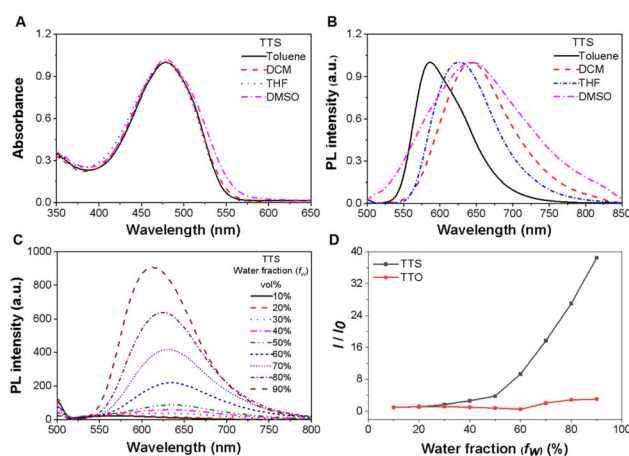 A
TTS
Toluene
DCM
THF
DMSO
Absorbance
1.2
0.9
0.6
0.3
0.0
350 400 450 500 550 600 650
Wavelength (nm)
B
TTS
Toluene
DCM
THF
DMSO
PL intensity (a.u.)
1.2
0.9
0.6
0.3
0.0
500 550 600 650 700 750 800 850
Wavelength (nm)
C
TTS
Water fraction (fw)
vol%
10%
20%
30%
40%
50%
60%
70%
80%
90%
PL intensity (a.u.)
1000
800
600
400
200
0
500 550 600 650 700 750 800
Wavelength (nm)
D
TTS
TTO
I / I0
40
32
24
16
8
0
0 10 20 30 40 50 60 70 80 90 100
Water fraction (fw) (%)